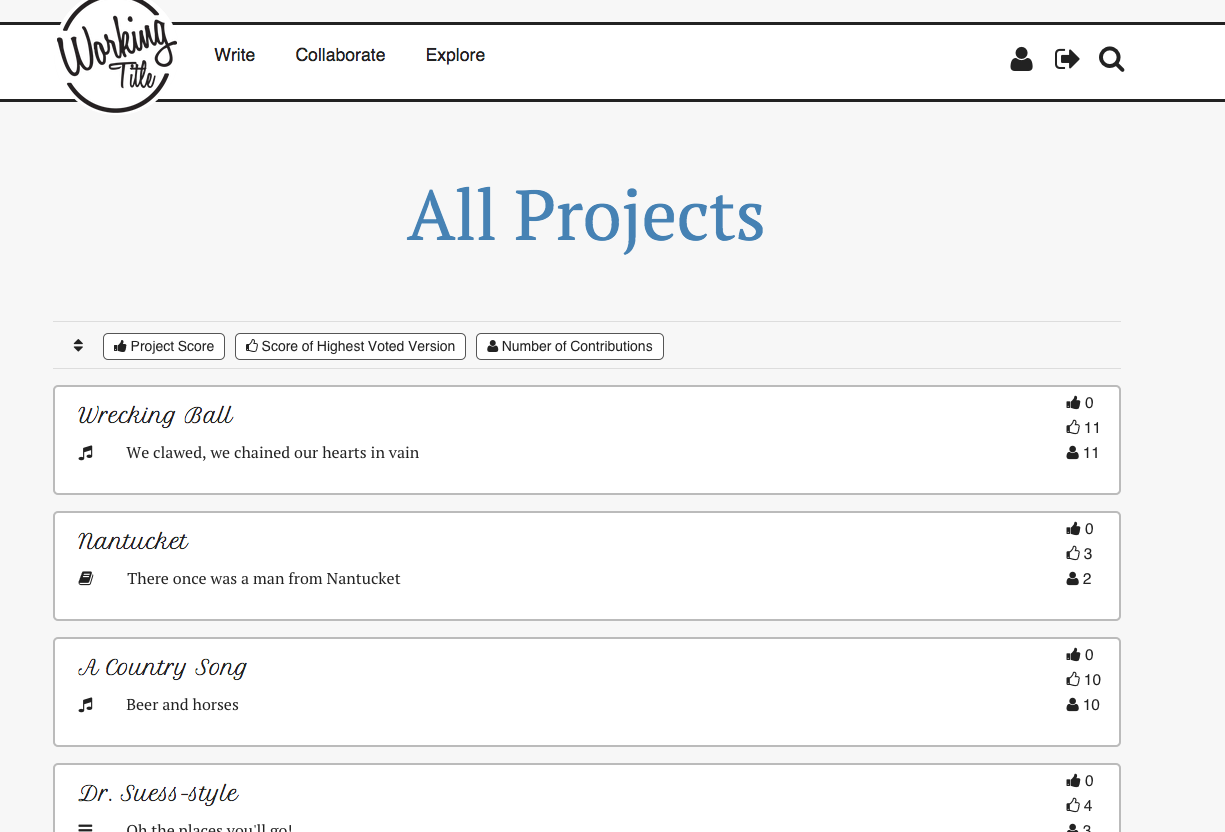 Working
Title
Write Collaborate Explore
All Projects
Project Score Score of Highest Voted Version Number of Contributions
Wrecking Ball 0
11
We clawed, we chained our hearts in vain 11
Nantucket 0
3
There once was a man from Nantucket 2
A Country Song 0
10
Beer and horses 10
Dr. Suess-style 0
4
Oh the places you'll go! 3